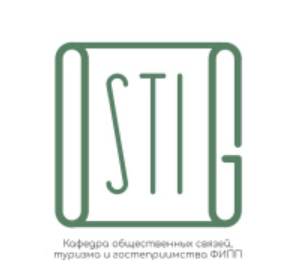 OSTIG
Кафедра общественных связей,
туризма и гостеприимства ФИПП